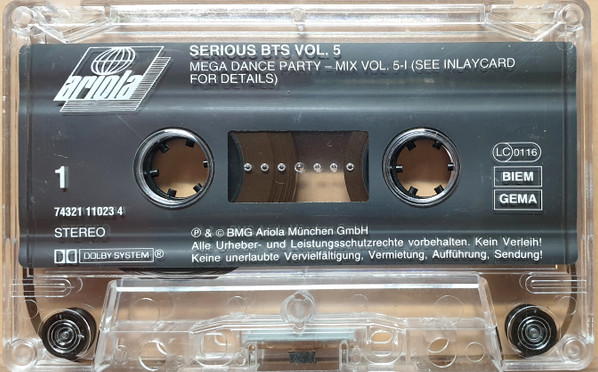 ariola
SERIOUS BTS VOL. 5
MEGA DANCE PARTY – MIX VOL. 5-I (SEE INLAYCARD
FOR DETAILS)
1
LC 0116
BIEM
GEMA
74321 11023 4
STEREO
DOLBY SYSTEM ®
℗ & © BMG Ariola München GmbH
Alle Urheber- und Leistungsschutzrechte vorbehalten. Kein Verleih!
Keine unerlaubte Vervielfältigung, Vermietung, Aufführung, Sendung!